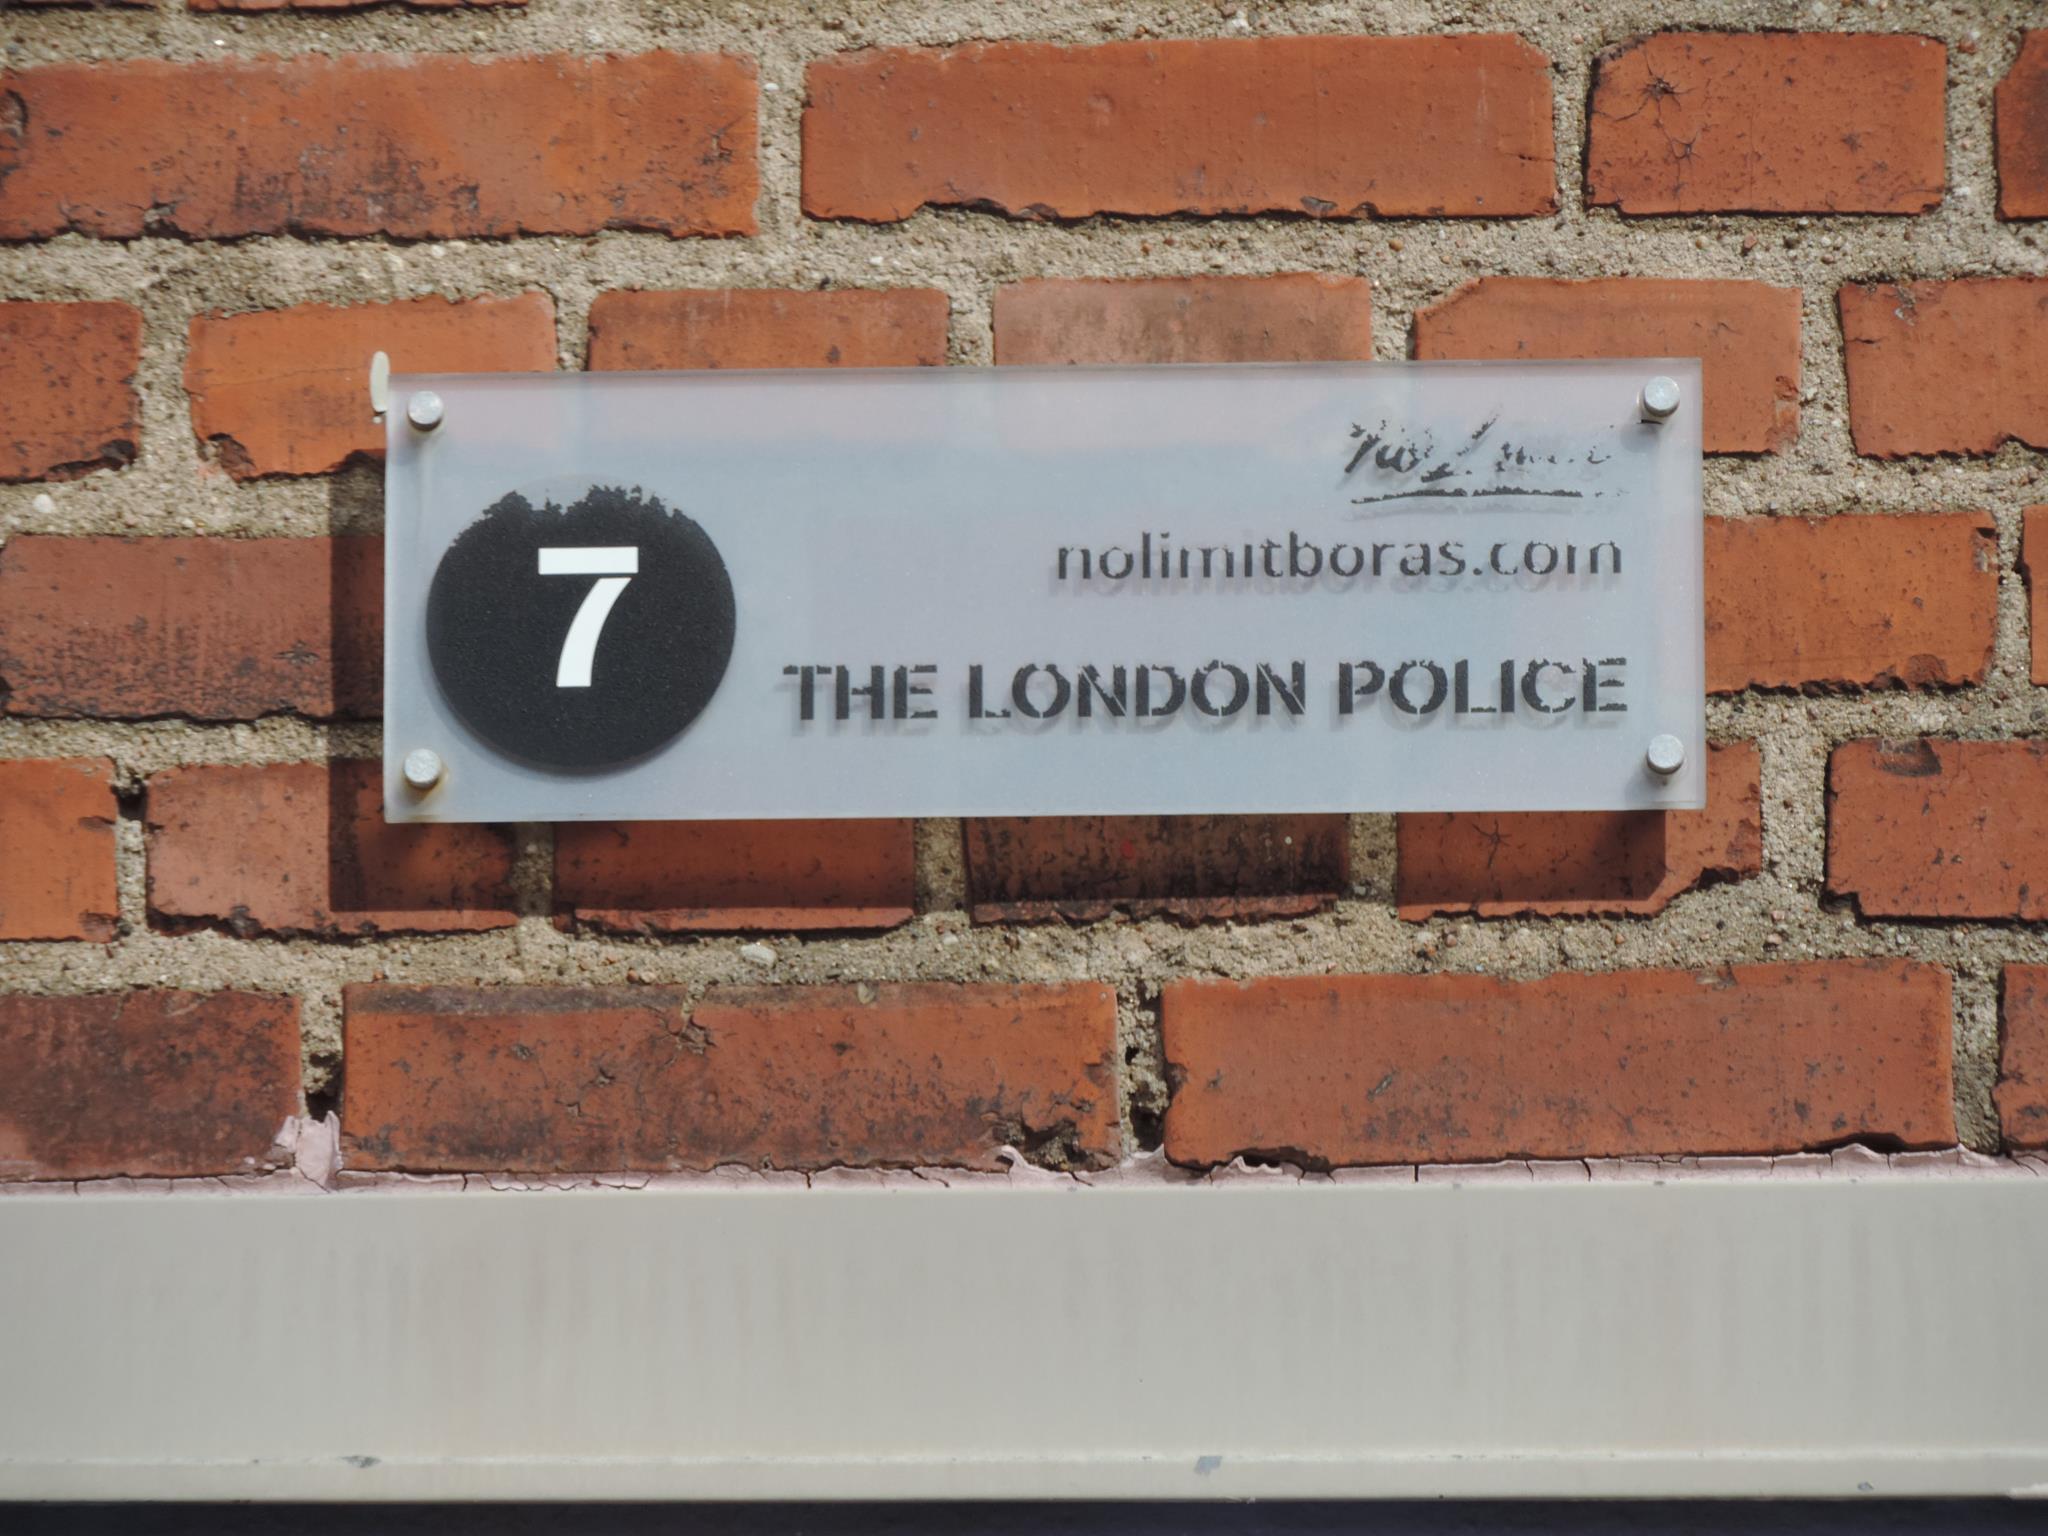 7
nolimitboras.com
THE LONDON POLICE